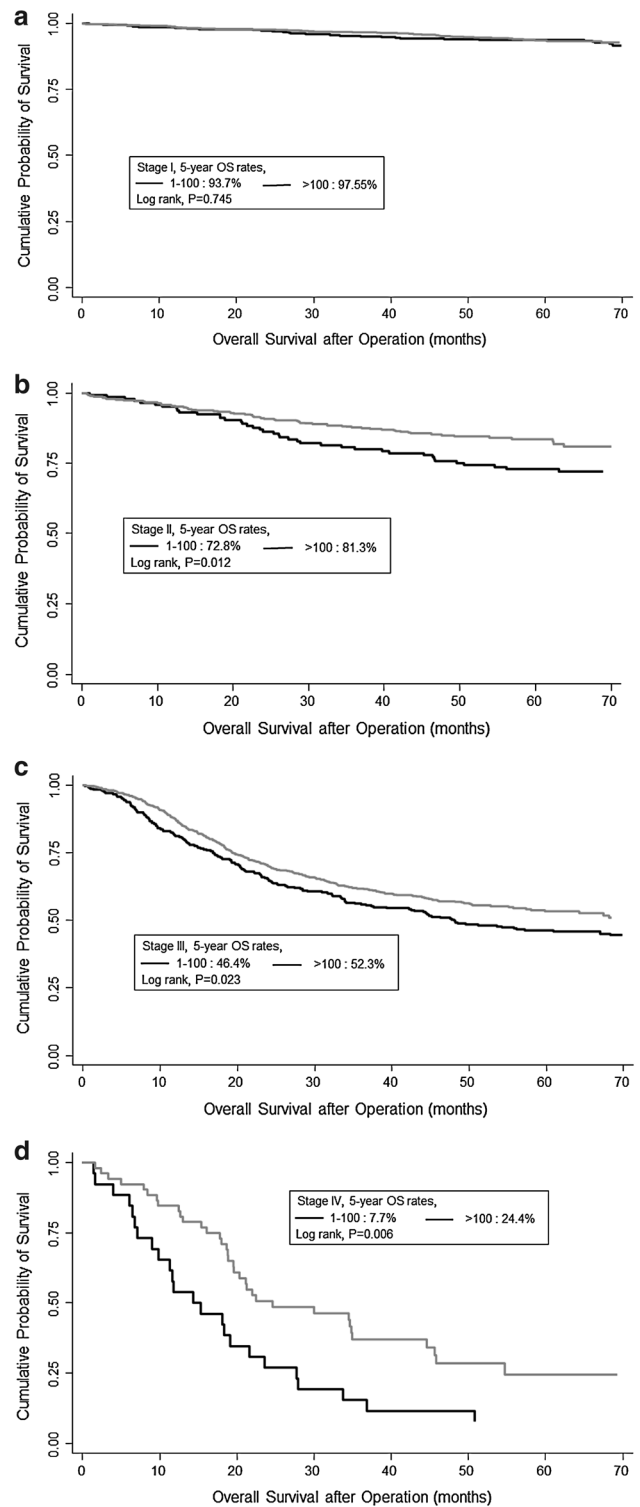 a
Cumulative Probability of Survival
1.00
0.75
0.50
0.25
0.00
Stage I, 5-year OS rates,
1-100 : 93.7% >100 : 97.55%
Log rank, P=0.745
0 10 20 30 40 50 60 70
Overall Survival after Operation (months)
b
Cumulative Probability of Survival
1.00
0.75
0.50
0.25
0.00
Stage II, 5-year OS rates,
1-100 : 72.8% >100 : 81.3%
Log rank, P=0.012
0 10 20 30 40 50 60 70
Overall Survival after Operation (months)
c
Cumulative Probability of Survival
1.00
0.75
0.50
0.25
0.00
Stage III, 5-year OS rates,
1-100 : 46.4% >100 : 52.3%
Log rank, P=0.023
0 10 20 30 40 50 60 70
Overall Survival after Operation (months)
d
Cumulative Probability of Survival
1.00
0.75
0.50
0.25
0.00
Stage IV, 5-year OS rates,
1-100 : 7.7% >100 : 24.4%
Log rank, P=0.006
0 10 20 30 40 50 60 70
Overall Survival after Operation (months)